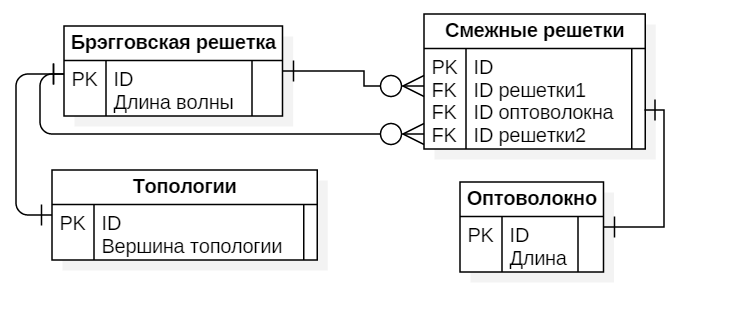 Брэгговская решетка
PK ID
Длина волны
Смежные решетки
PK ID
FK ID решетки1
FK ID оптоволокна
FK ID решетки2
Топологии
PK ID
Вершина топологии
Оптоволокно
PK ID
Длина